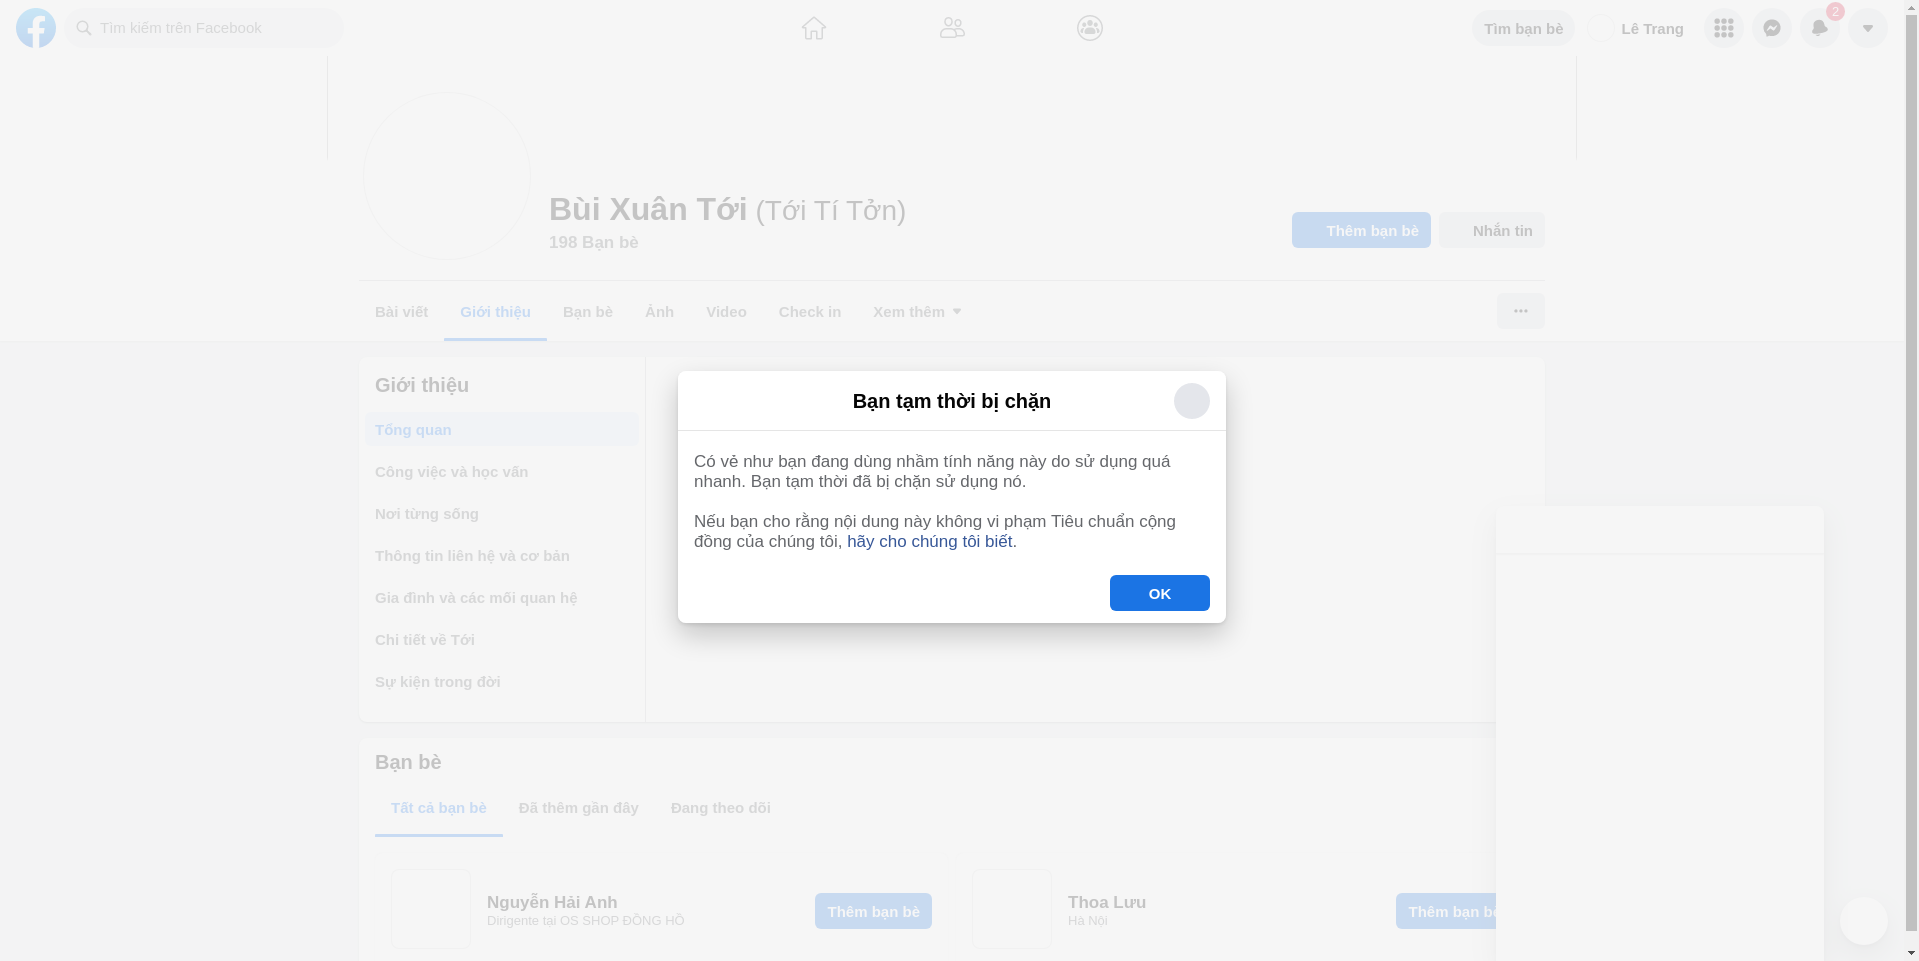 Tìm kiếm trên Facebook
Tìm bạn bè
Lê Trang
2
Bùi Xuân Tới (Tới Tí Tởn)
198 Bạn bè
Thêm bạn bè
Nhắn tin
Bài viết
Giới thiệu
Bạn bè
Ảnh
Video
Check in
Xem thêm
Giới thiệu
Tổng quan
Công việc và học vấn
Nơi từng sống
Thông tin liên hệ và cơ bản
Gia đình và các mối quan hệ
Chi tiết về Tới
Sự kiện trong đời
Bạn tạm thời bị chặn
Có vẻ như bạn đang dùng nhầm tính năng này do sử dụng quá
nhanh. Bạn tạm thời đã bị chặn sử dụng nó.
Nếu bạn cho rằng nội dung này không vi phạm Tiêu chuẩn cộng
đồng của chúng tôi, hãy cho chúng tôi biết.
OK
Bạn bè
Tất cả bạn bè
Đã thêm gần đây
Đang theo dõi
Nguyễn Hải Anh
Dirigente tại OS SHOP ĐỒNG HỒ
Thêm bạn bè
Thoa Lưu
Hà Nội
Thêm bạn bè